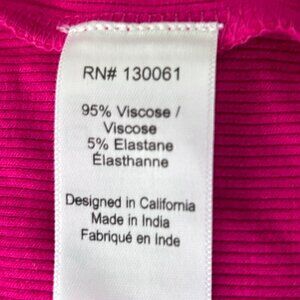 RN# 130061
95% Viscose /
Viscose
5% Elastane
Élasthanne
Designed in California
Made in India
Fabriqué en Inde